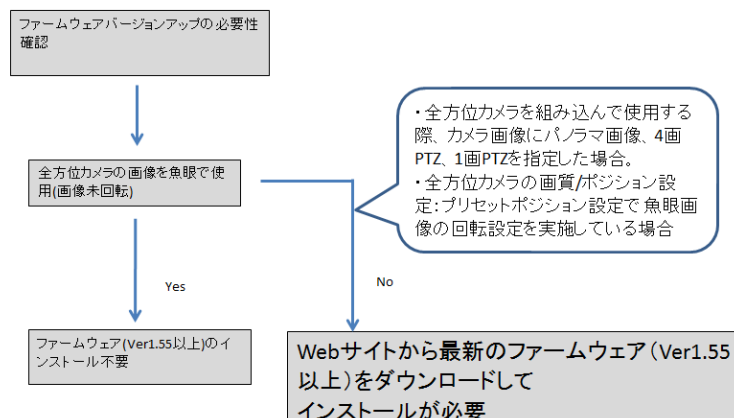 ファームウェアバージョンアップの必要性
確認
全方位カメラの画像を魚眼で使
用(画像未回転)
・全方位カメラを組み込んで使用する
際、カメラ画像にパノラマ画像、4画
PTZ、1画PTZを指定した場合。
・全方位カメラの画質/ポジション設
定：プリセットポジション設定で魚眼画
像の回転設定を実施している場合
Yes
No
ファームウェア(Ver1.55以上)のイ
ンストール不要
Webサイトから最新のファームウェア（Ver1.55
以上）をダウンロードして
インストールが必要